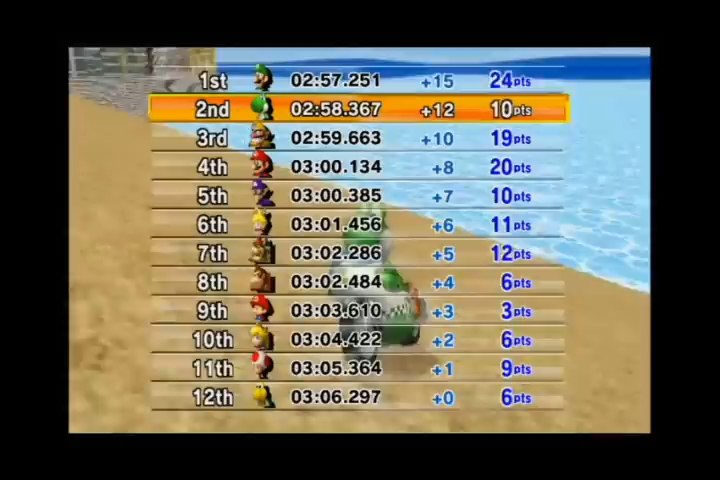 1st 02:57.251 +15 24pts
2nd 02:58.367 +12 10pts
3rd 02:59.663 +10 19pts
4th 03:00.134 +8 20pts
5th 03:00.385 +7 10pts
6th 03:01.456 +6 11pts
7th 03:02.286 +5 12pts
8th 03:02.484 +4 6pts
9th 03:03.610 +3 3pts
10th 03:04.422 +2 6pts
11th 03:05.364 +1 9pts
12th 03:06.297 +0 6pts